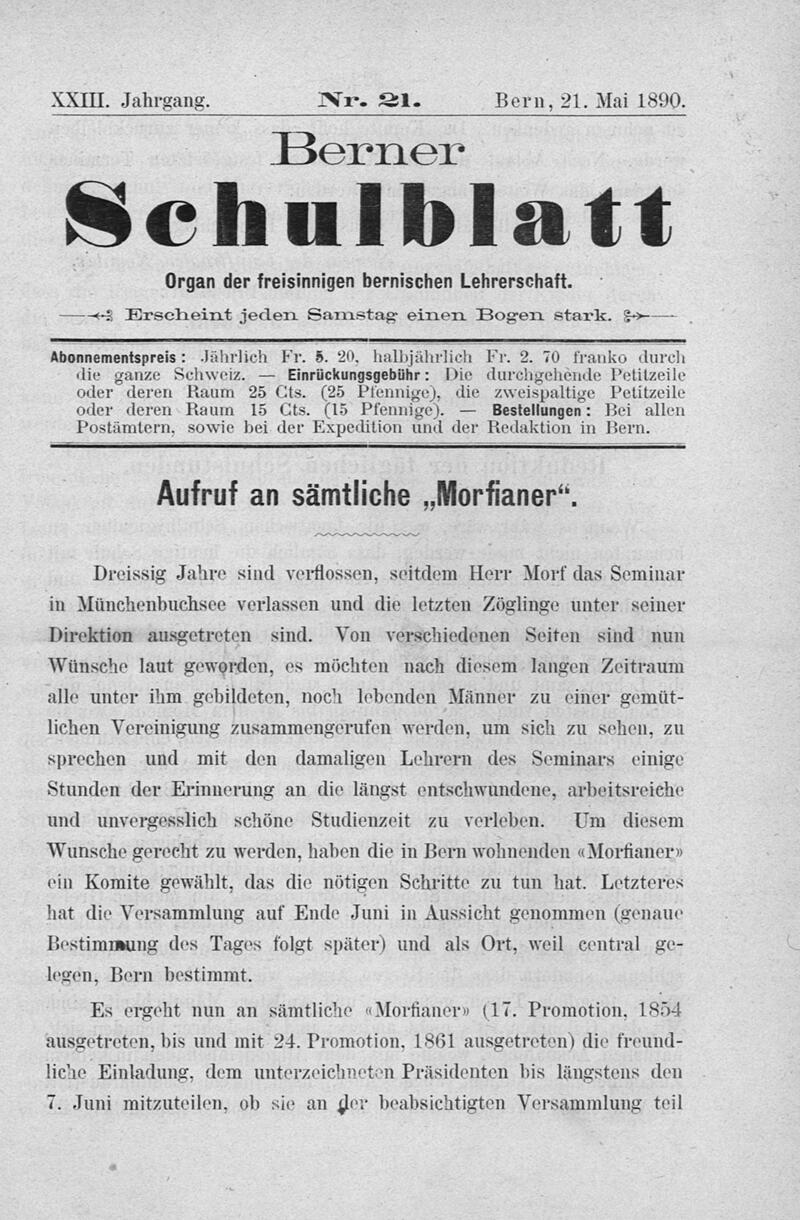 XXIII. Jahrgang. Nr. 21. Bern, 21. Mai 1890.
Berner
Schulblatt
Organ der freisinnigen bernischen Lehrerschaft.
Erscheint jeden Samstag einen Bogen stark.
Abonnementspreis: Jährlich Fr. 5. 20, halbjährlich Fr. 2. 70 franko durch
die ganze Schweiz. — Einrückungsgebühr: Die durchgehende Petitzeile
oder deren Raum 25 Cts. (25 Pfennige), die zweispaltige Petitzeile
oder deren Raum 15 Cts. (15 Pfennige). — Bestellungen: Bei allen
Postämtern, sowie bei der Expedition und der Redaktion in Bern.
Aufruf an sämtliche „Morfianer“.
Dreissig Jahre sind verflossen, seitdem Herr Morf das Seminar
in Münchenbuchsee verlassen und die letzten Zöglinge unter seiner
Direktion ausgetreten sind. Von verschiedenen Seiten sind nun
Wünsche laut geworden, es möchten nach diesem langen Zeitraum
alle unter ihm gebildeten, noch lebenden Männer zu einer gemüt-
lichen Vereinigung zusammengerufen werden, um sich zu sehen, zu
sprechen und mit den damaligen Lehrern des Seminars einige
Stunden der Erinnerung an die längst entschwundene, arbeitsreiche
und unvergesslich schöne Studienzeit zu verleben. Um diesem
Wunsche gerecht zu werden, haben die in Bern wohnenden «Morfianer»
ein Komite gewählt, das die nötigen Schritte zu tun hat. Letzteres
hat die Versammlung auf Ende Juni in Aussicht genommen (genaue
Bestimmung des Tages folgt später) und als Ort, weil central ge-
legen, Bern bestimmt.
Es ergeht nun an sämtliche «Morfianer» (17. Promotion, 1854
ausgetreten, bis und mit 24. Promotion, 1861 ausgetreten) die freund-
liche Einladung, dem unterzeichneten Präsidenten bis längstens den
7. Juni mitzuteilen, ob sie an der beabsichtigten Versammlung teil